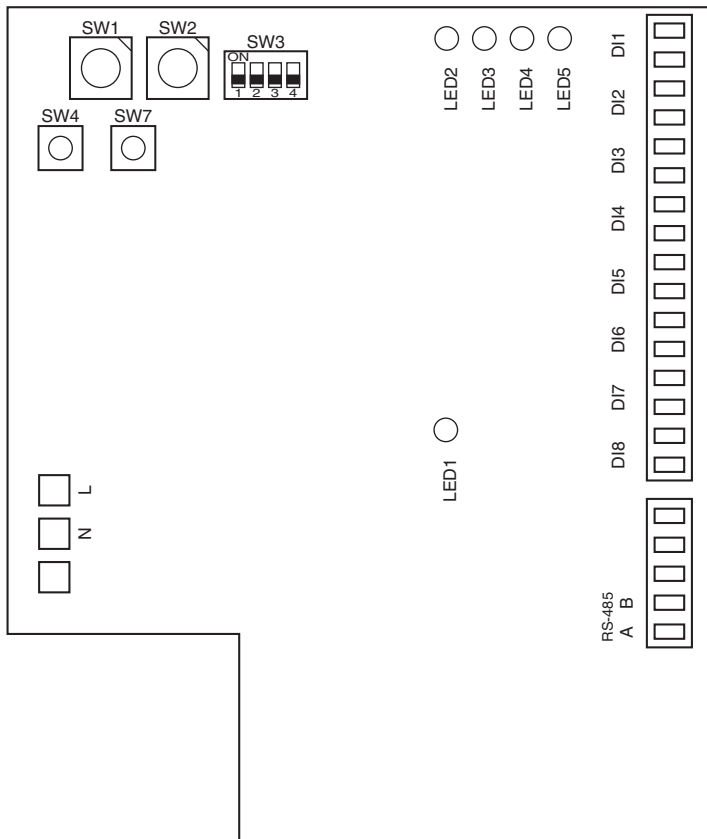 SW1 SW2 SW3
ON
1 2 3 4
SW4 SW7
LED2
LED3
LED4
LED5
DI1
DI2
DI3
DI4
DI5
DI6
DI7
DI8
LED1
L
N
RS-485
B
A